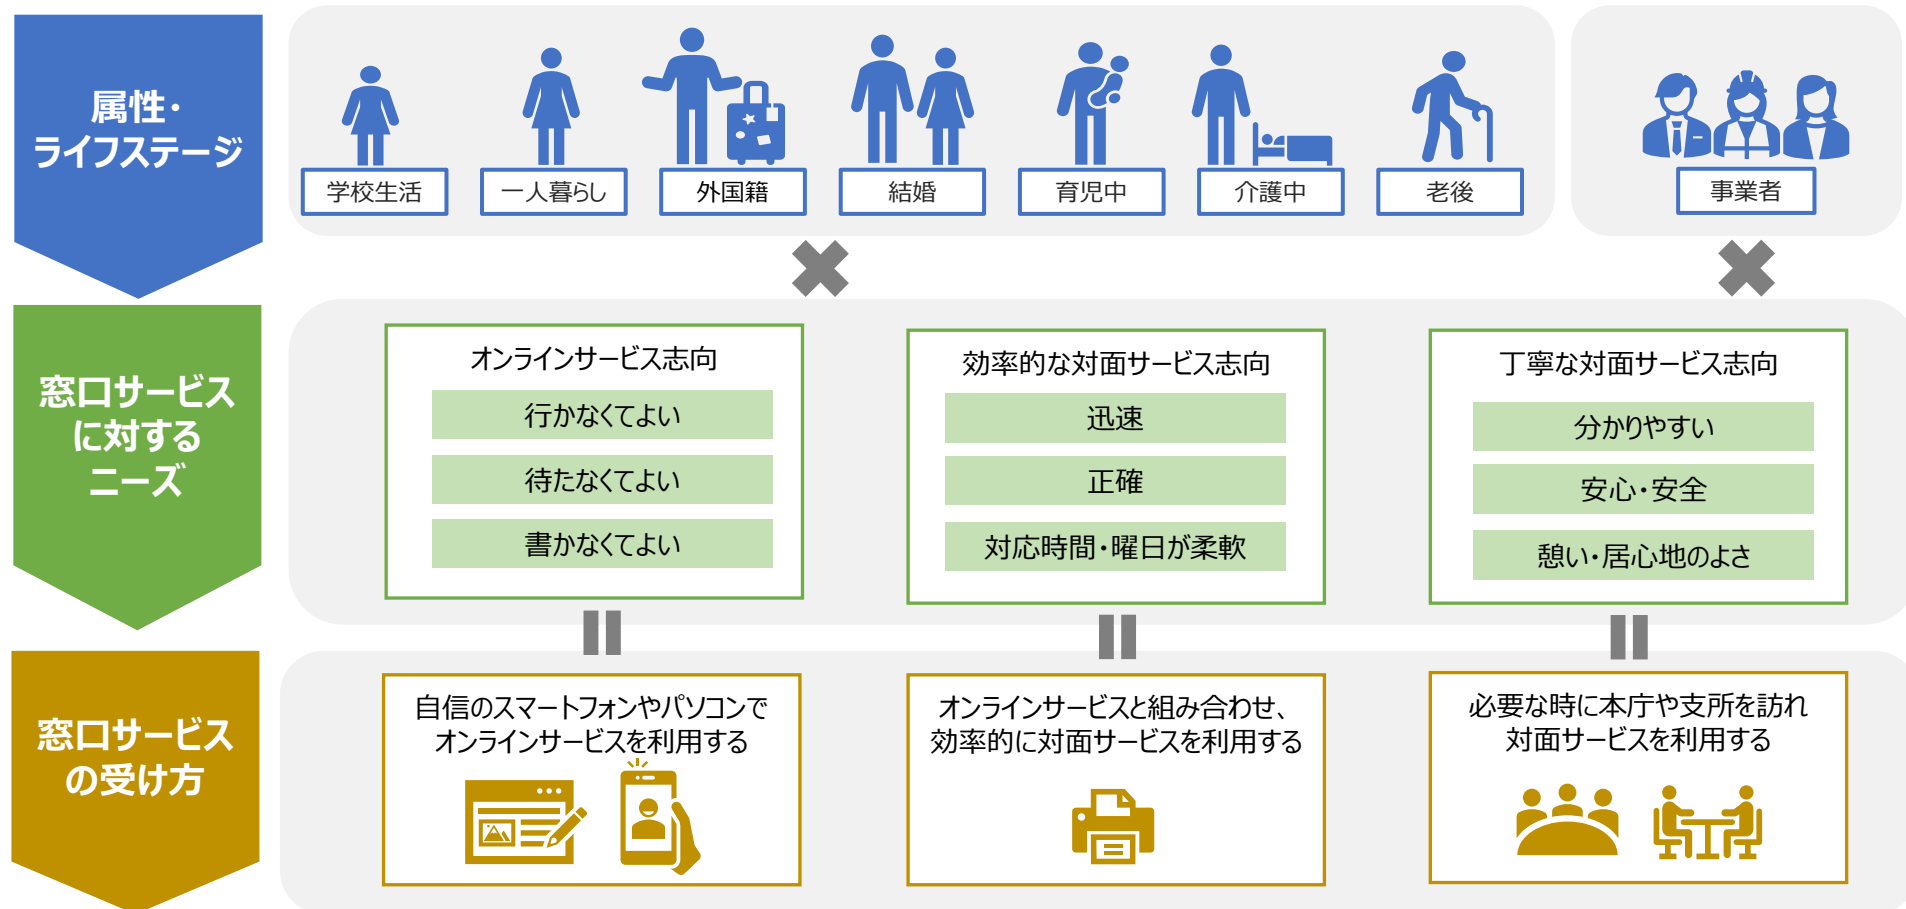 属性・
ライフステージ
学校生活
一人暮らし
外国籍
結婚
育児中
介護中
老後
事業者
窓口サービス
に対する
ニーズ
オンラインサービス志向
行かなくてよい
待たなくてよい
書かなくてよい
効率的な対面サービス志向
迅速
正確
対応時間・曜日が柔軟
丁寧な対面サービス志向
分かりやすい
安心・安全
憩い・居心地のよさ
窓口サービス
の受け方
自信のスマートフォンやパソコンで
オンラインサービスを利用する
オンラインサービスと組み合わせ、
効率的に対面サービスを利用する
必要な時に本庁や支所を訪れ
対面サービスを利用する